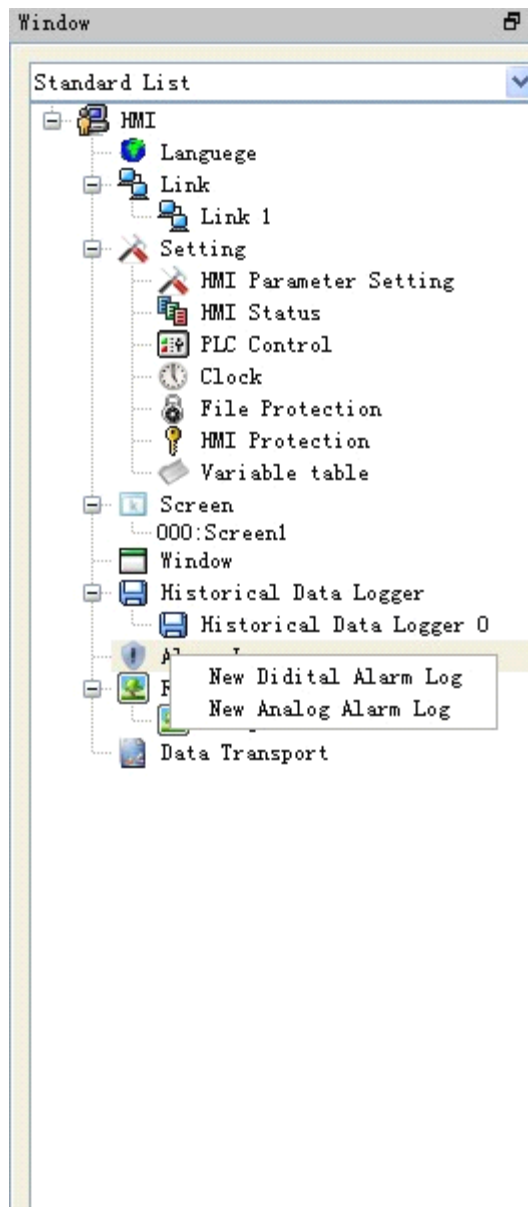 Window
Standard List
HMI
Languege
Link
Link 1
Setting
HMI Parameter Setting
HMI Status
PLC Control
Clock
File Protection
HMI Protection
Variable table
Screen
000:Screen1
Window
Historical Data Logger
Historical Data Logger 0
New Didital Alarm Log
New Analog Alarm Log
Data Transport